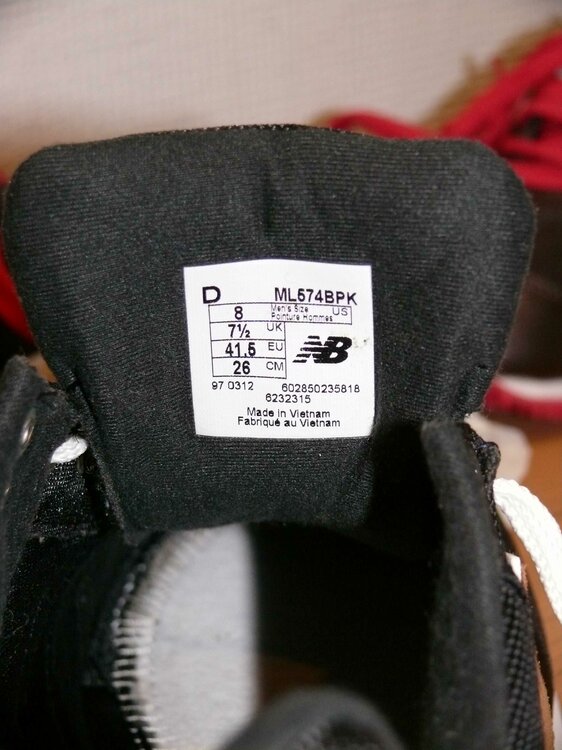 D ML574BPK
8 Men's Size Pointure Hommes US
7½ UK
41.5 EU
26 CM
NB
97 0312 602850235818
6232315
Made in Vietnam
Fabriqué au Vietnam